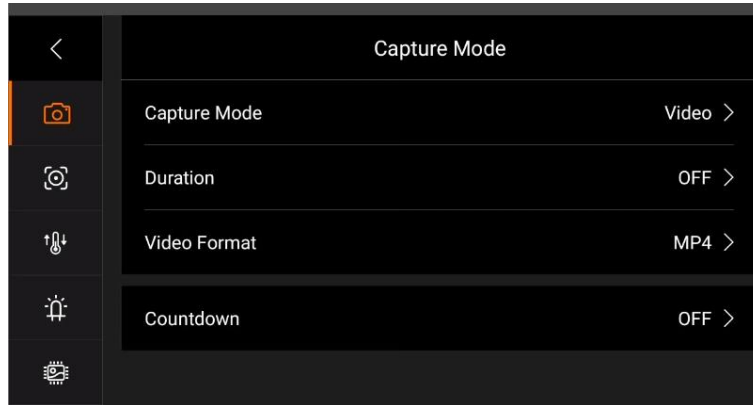 Capture Mode
Capture Mode Video
Duration OFF
Video Format MP4
Countdown OFF